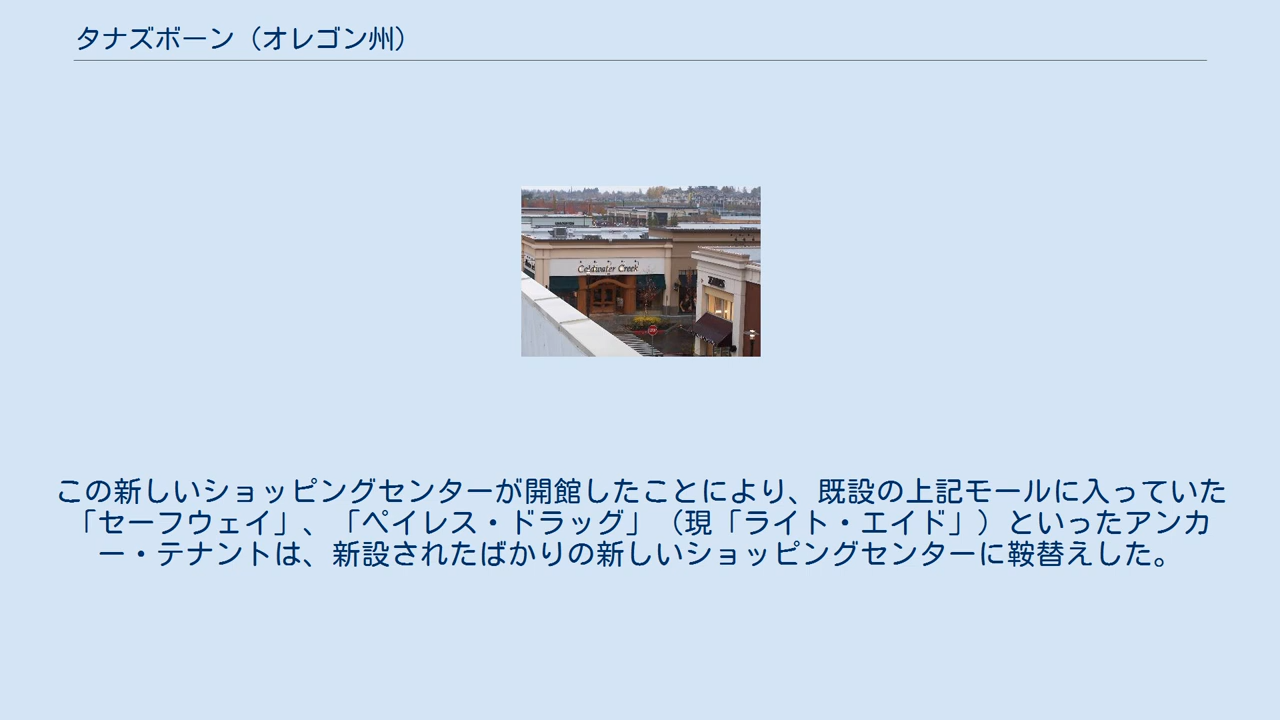 タナズボーン（オレゴン州）
Coldwater Creek
この新しいショッピングセンターが開館したことにより、既設の上記モールに入っていた
「セーフウェイ」、「ペイレス・ドラッグ」（現「ライト・エイド」）といったアンカ
ー・テナントは、新設されたばかりの新しいショッピングセンターに鞍替えした。